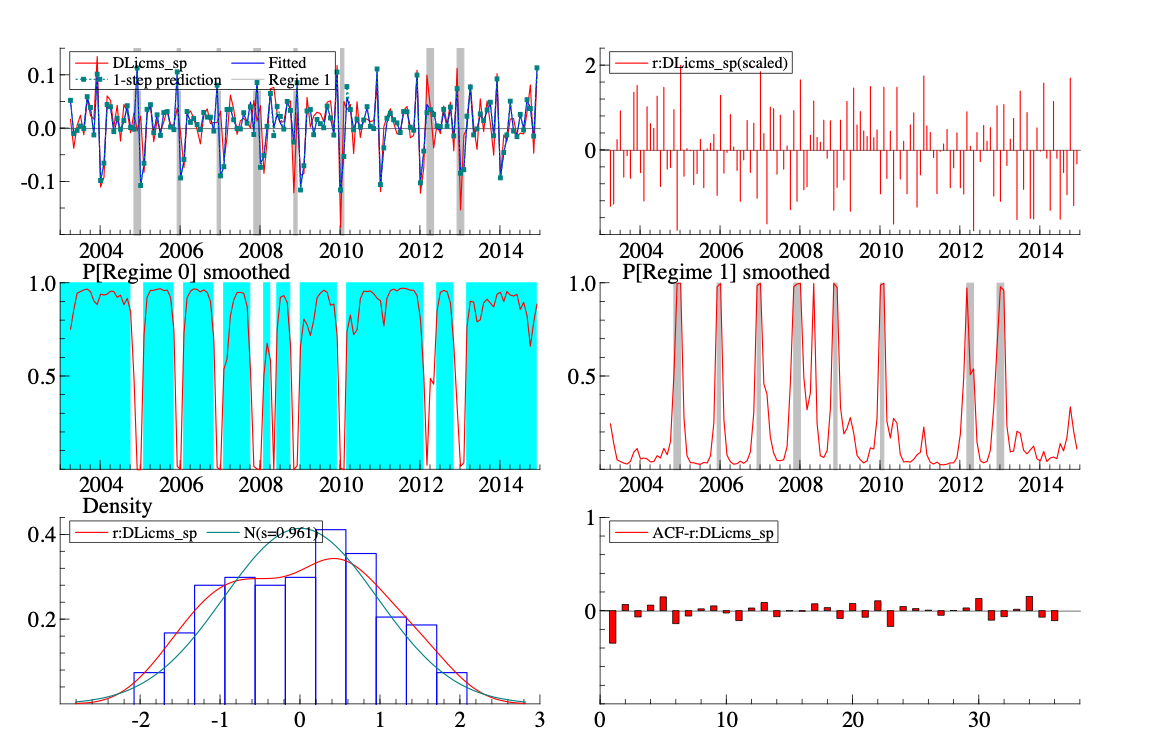 DLicms_sp Fitted
1-step prediction Regime 1
0.1
0.0
-0.1
2004 2006 2008 2010 2012 2014
r:DLicms_sp(scaled)
2
0
2004 2006 2008 2010 2012 2014
P[Regime 0] smoothed
1.0
0.5
2004 2006 2008 2010 2012 2014
P[Regime 1] smoothed
1.0
0.5
2004 2006 2008 2010 2012 2014
Density
r:DLicms_sp N(s=0.961)
0.4
0.2
-2 -1 0 1 2 3
ACF-r:DLicms_sp
1
0
0 10 20 30